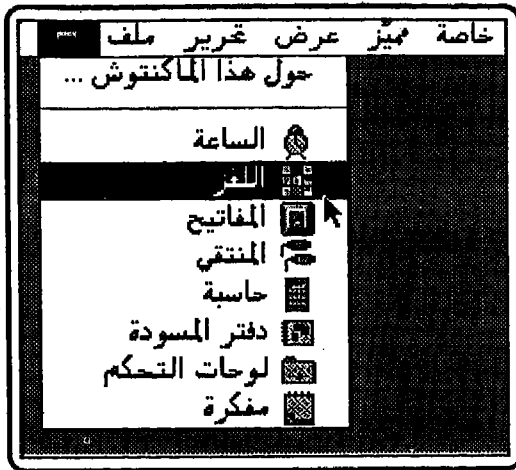 خاصة مميّز عرض تحرير ملف
حول هذا الماكنتوش ...
الساعة
اللغز
المفاتيح
المنتقي
حاسبة
دفتر المسودة
لوحات التحكم
مفكرة